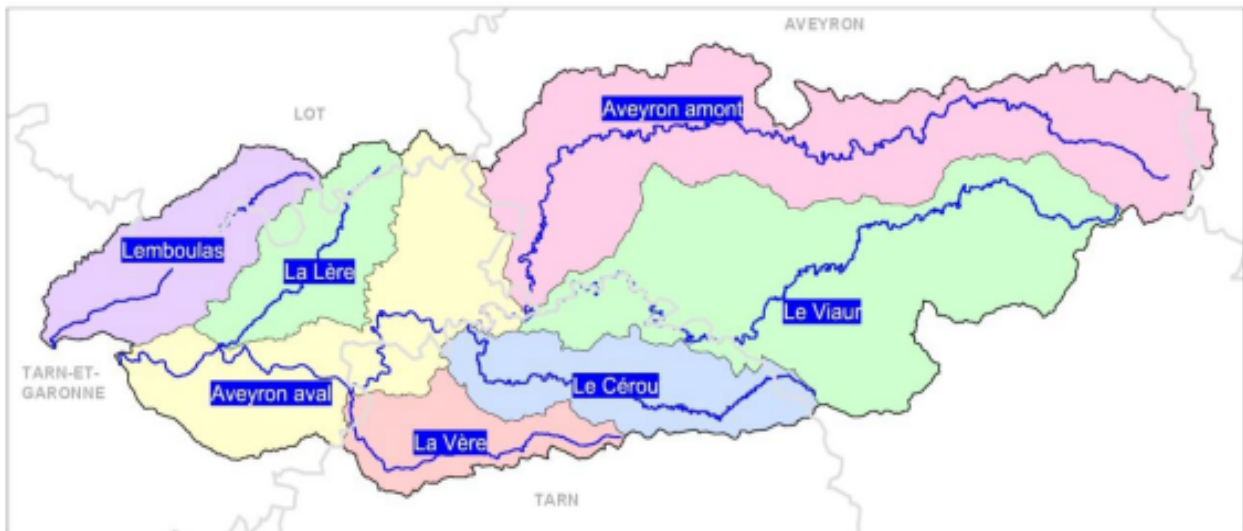 AVEYRON
Aveyron amont
LOT
Lemboulas
La Lère
Le Viaur
TARN-ET-
GARONNE
Aveyron aval
Le Cérou
La Vère
TARN